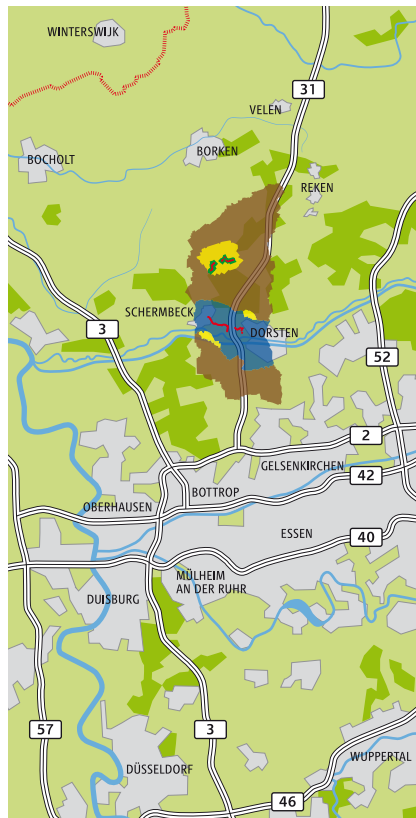 WINTERSWIJK
31
VELEN
BORKEN
BOCHOLT
REKEN
SCHERMBECK
3
DORSTEN
52
2
GELSENKIRCHEN
42
BOTTROP
OBERHAUSEN
ESSEN
40
MÜLHEIM
AN DER RUHR
DUISBURG
57
3
WUPPERTAL
DÜSSELDORF
46